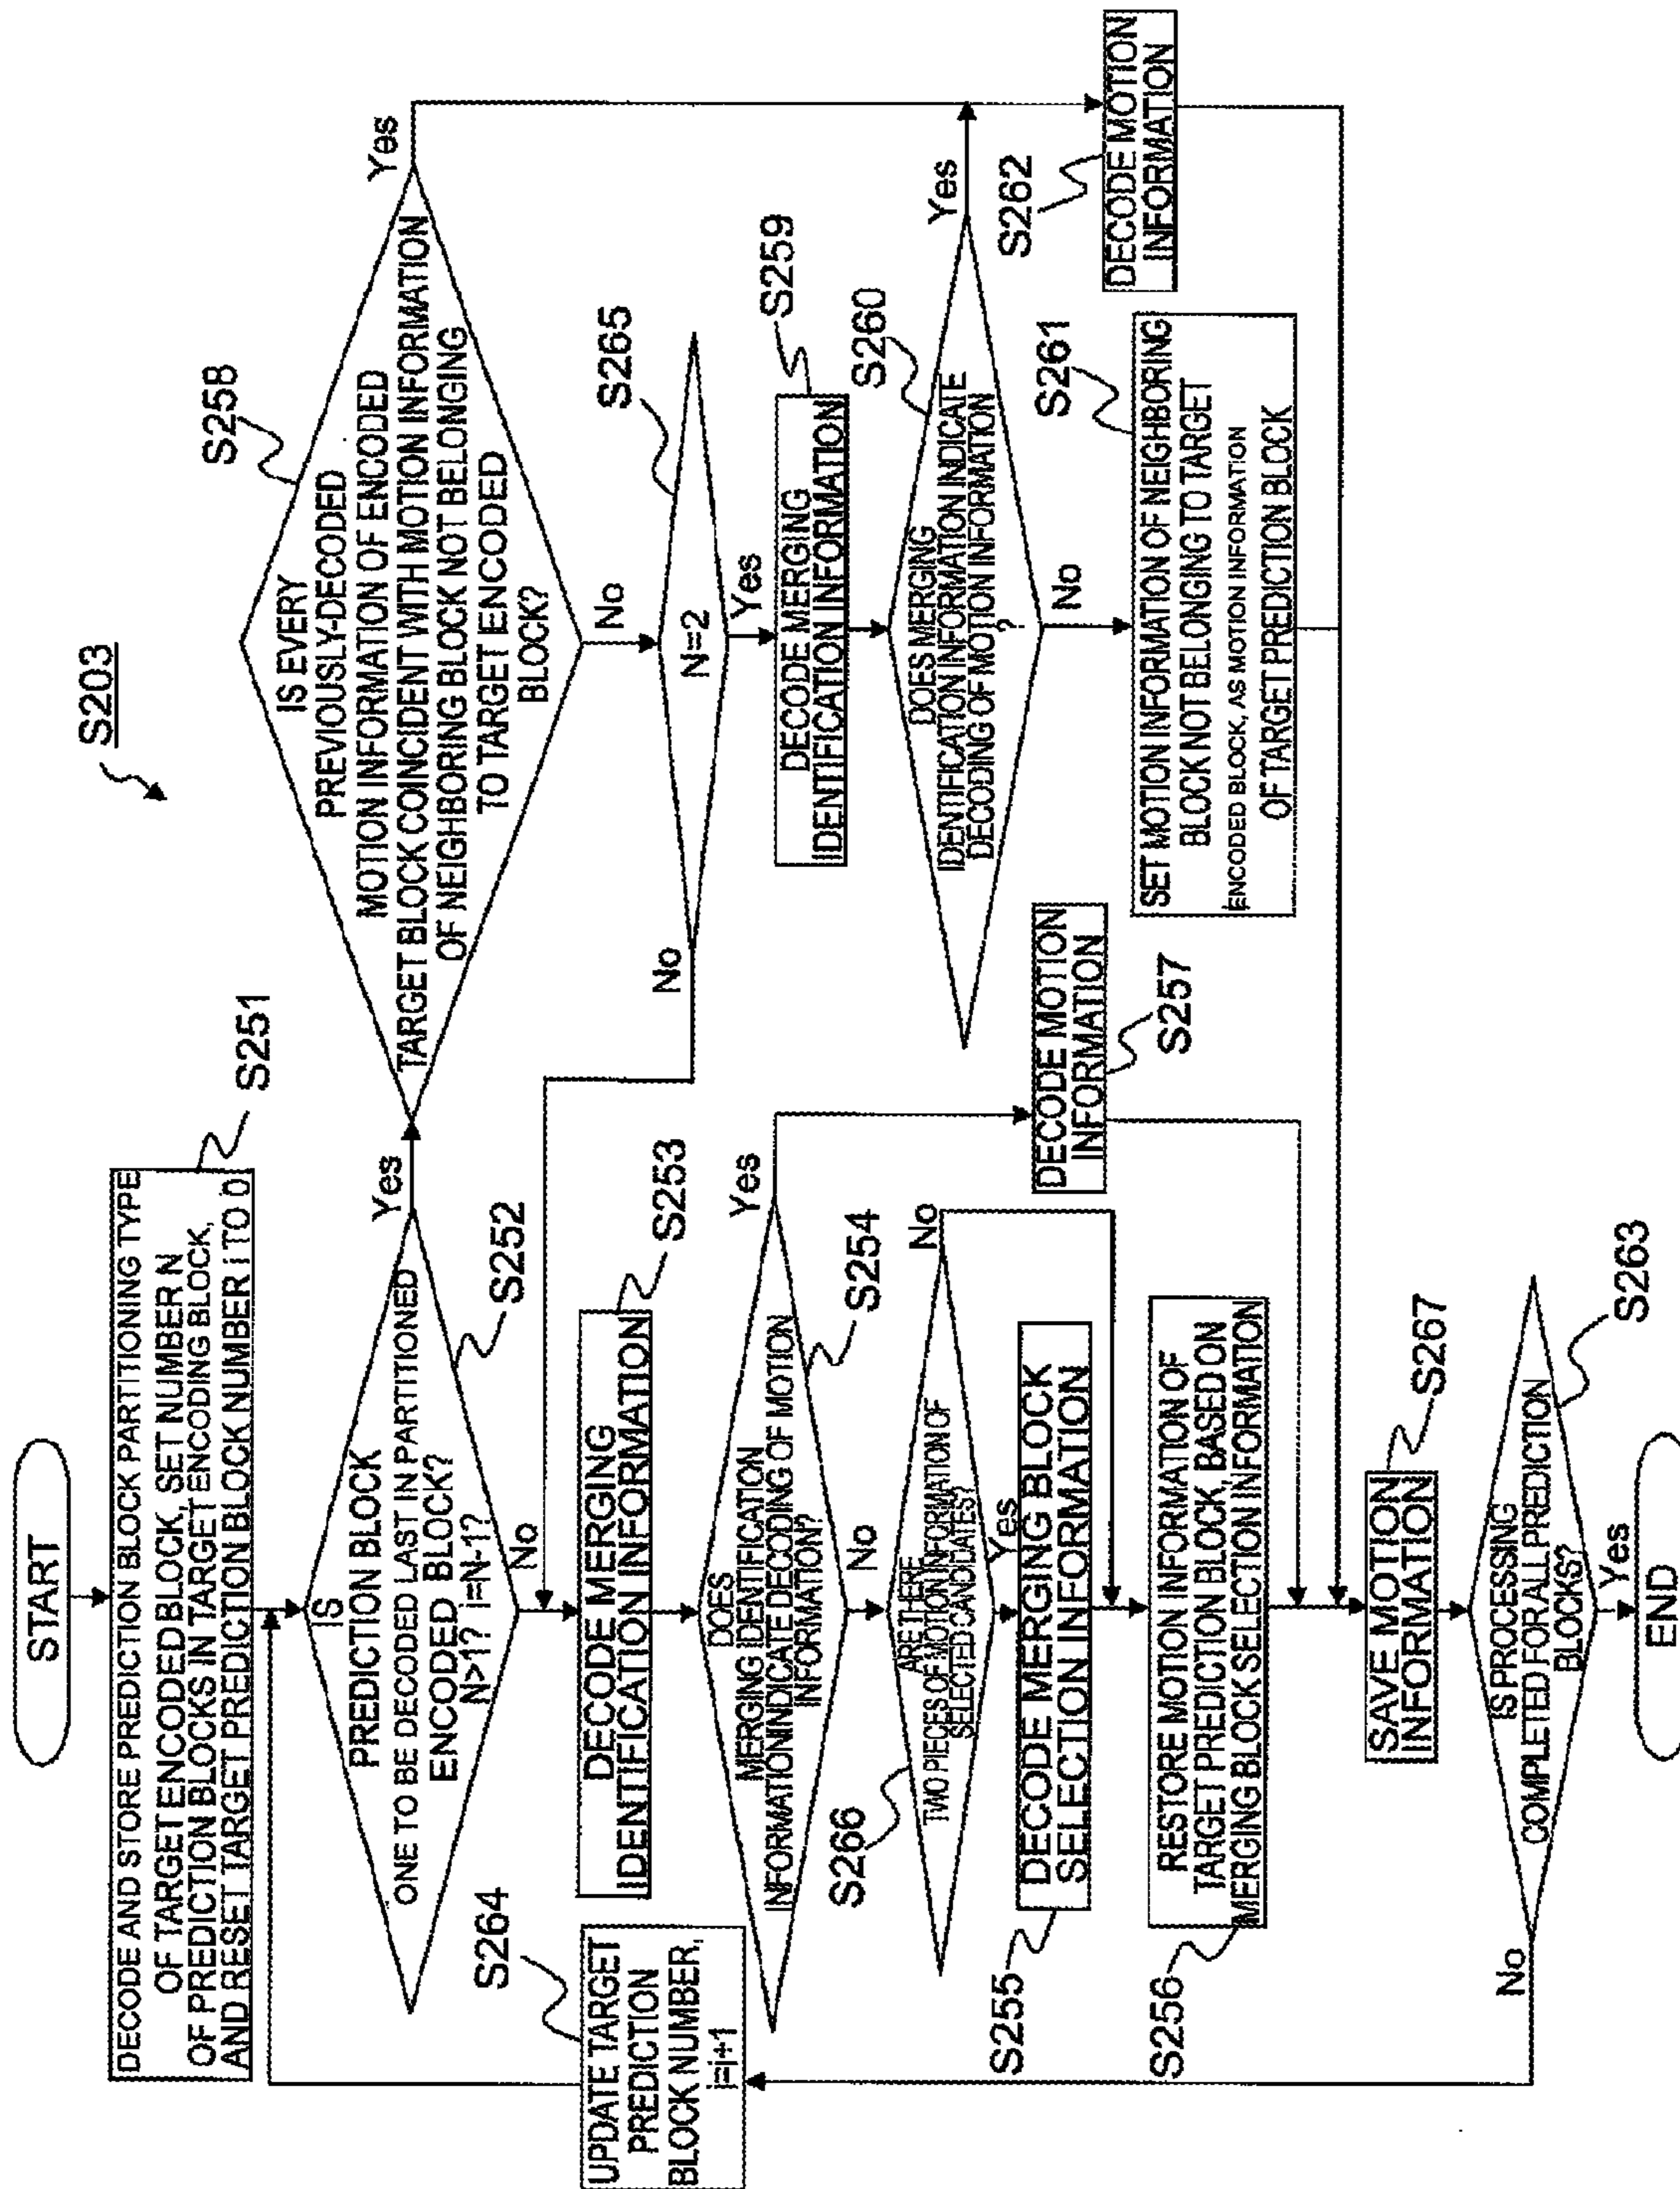 S203
START
DECODE AND STORE PREDICTION BLOCK PARTITIONING TYPE
OF TARGET ENCODED BLOCK, SET NUMBER N
OF PREDICTION BLOCKS IN TARGET ENCODING BLOCK,
AND RESET TARGET PREDICTION BLOCK NUMBER i TO 0
S251
IS
PREDICTION BLOCK
ONE TO BE DECODED LAST IN PARTITIONED
ENCODED BLOCK?
N>1? i=N-1?
S252
Yes
No
DECODE MERGING
IDENTIFICATION INFORMATION
S253
DOES
MERGING IDENTIFICATION
INFORMATION INDICATE DECODING OF MOTION
INFORMATION?
S254
Yes
No
ARE THERE
TWO PIECES OF MOTION INFORMATION OF
SELECTED CANDIDATES?
S266
No
Yes
DECODE MERGING BLOCK
SELECTION INFORMATION
S255
RESTORE MOTION INFORMATION OF
TARGET PREDICTION BLOCK, BASED ON
MERGING BLOCK SELECTION INFORMATION
S256
DECODE MOTION
INFORMATION
S257
IS EVERY
PREVIOUSLY-DECODED
MOTION INFORMATION OF ENCODED
TARGET BLOCK COINCIDENT WITH MOTION INFORMATION
OF NEIGHBORING BLOCK NOT BELONGING
TO TARGET ENCODED
BLOCK?
S258
Yes
No
N=2
S265
No
Yes
DECODE MERGING
IDENTIFICATION INFORMATION
S259
DOES MERGING
IDENTIFICATION INFORMATION INDICATE
DECODING OF MOTION INFORMATION
?
S260
Yes
No
SET MOTION INFORMATION OF NEIGHBORING
BLOCK NOT BELONGING TO TARGET
ENCODED BLOCK, AS MOTION INFORMATION
OF TARGET PREDICTION BLOCK
S261
DECODE MOTION
INFORMATION
S262
SAVE MOTION
INFORMATION
S267
IS PROCESSING
COMPLETED FOR ALL PREDICTION
BLOCKS?
S263
No
Yes
UPDATE TARGET
PREDICTION
BLOCK NUMBER,
i=i+1
S264
END